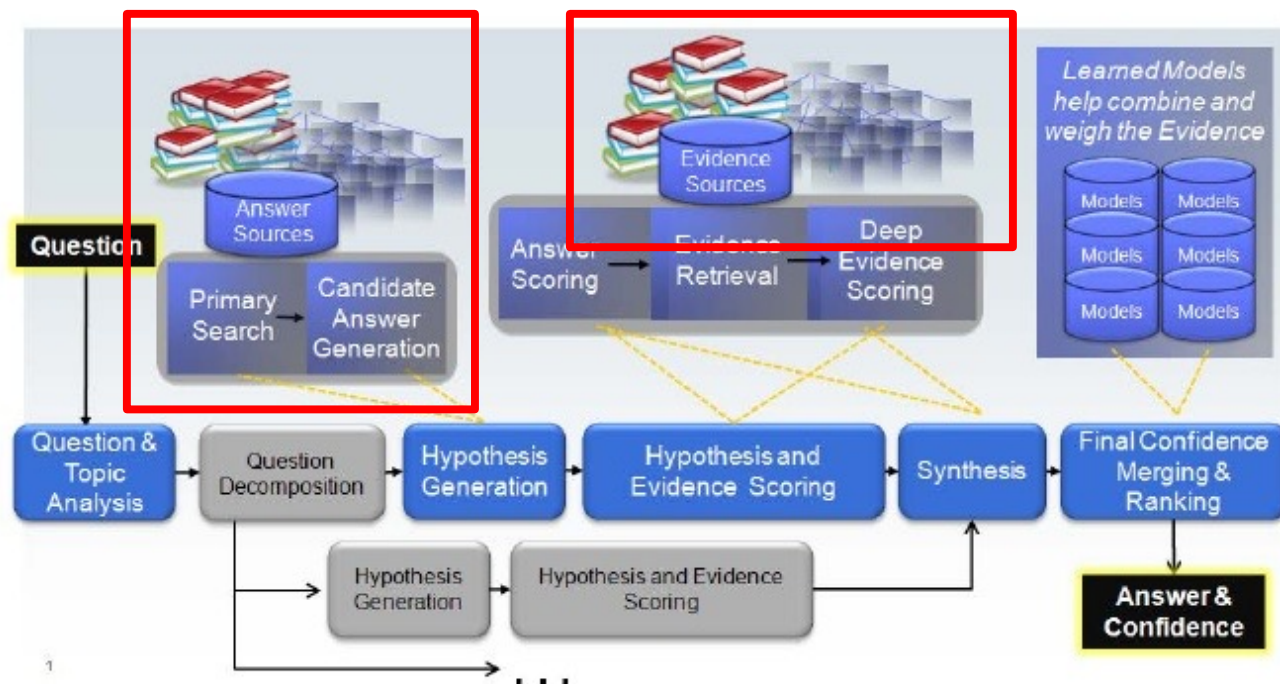 Learned Models
help combine and
weigh the Evidence
Answer
Sources
Evidence
Sources
Models
Models
Models
Models
Models
Models
Question
Primary
Search
Candidate
Answer
Generation
Answer
Scoring
Evidence
Retrieval
Deep
Evidence
Scoring
Question &
Topic
Analysis
Question
Decomposition
Hypothesis
Generation
Hypothesis and
Evidence Scoring
Synthesis
Final Confidence
Merging &
Ranking
Hypothesis
Generation
Hypothesis and Evidence
Scoring
Answer &
Confidence
1
...